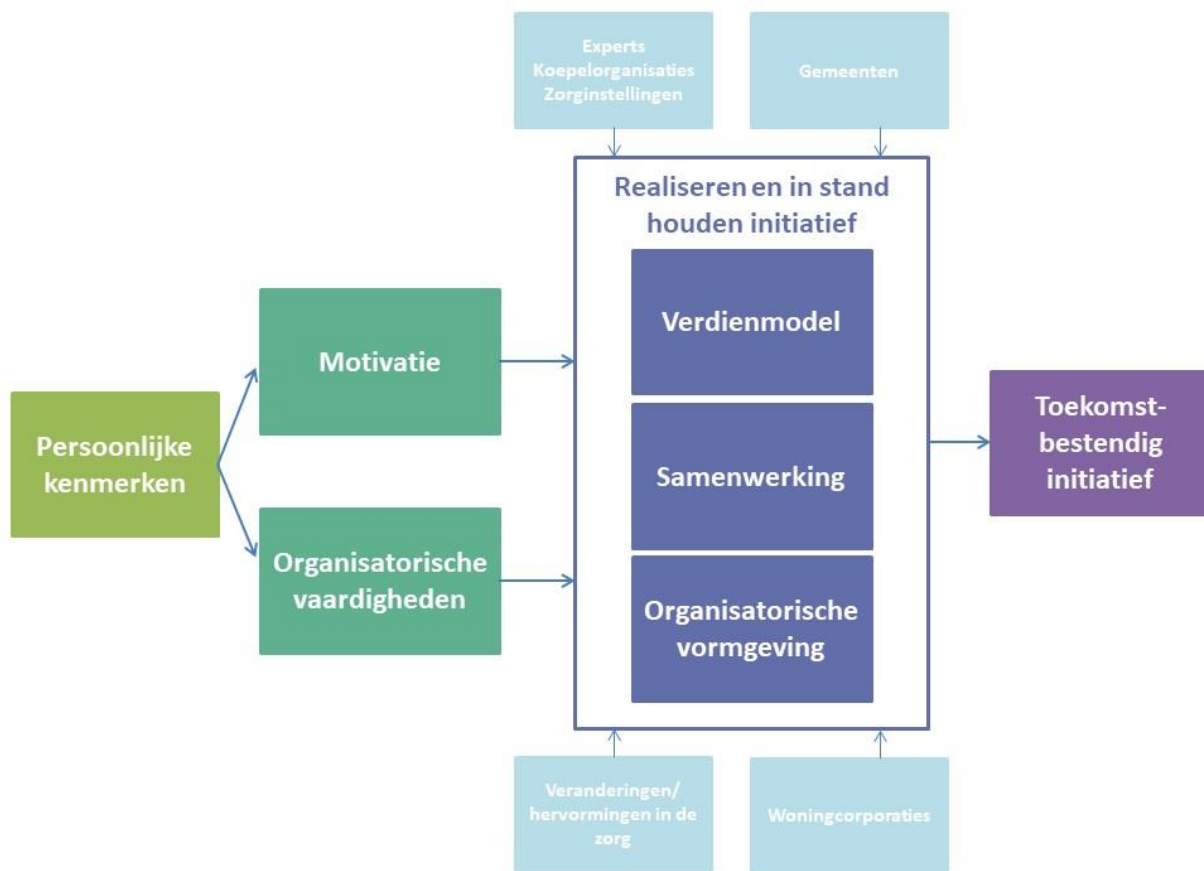 Experts
Koepelorganisaties
Zorginstellingen
Gemeenten
Realiseren en in stand
houden initiatief
Verdienmodel
Motivatie
Persoonlijke
kenmerken
Toekomst-
bestendig
initiatief
Samenwerking
Organisatorische
vaardigheden
Organisatorische
vormgeving
Veranderingen/
hervormingen in de
zorg
Woningcorporaties